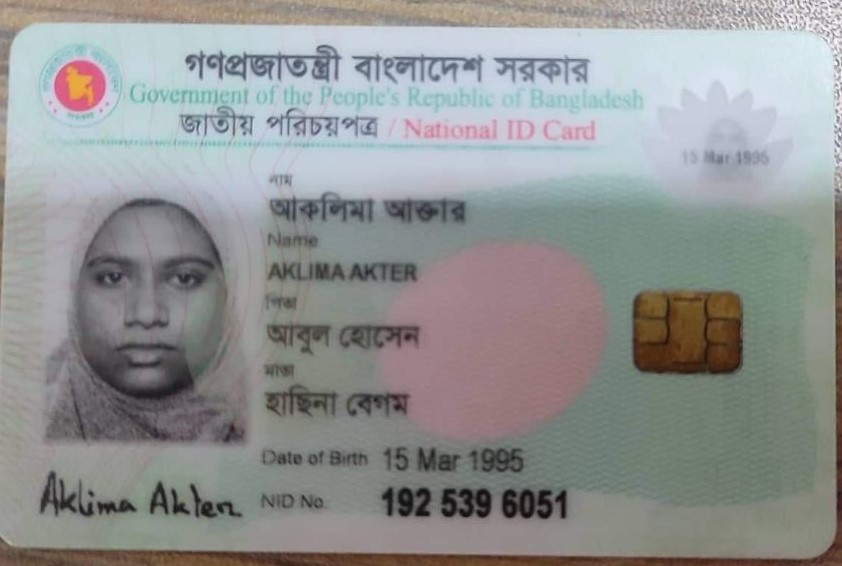 গণপ্রজাতন্ত্রী বাংলাদেশ সরকার
Government of the People's Republic of Bangladesh
জাতীয় পরিচয়পত্র / National ID Card
15 Mar 1995
নাম
আকলিমা আক্তার
Name
AKLIMA AKTER
পিতা
আবুল হোসেন
মাতা
হাছিনা বেগম
Date of Birth 15 Mar 1995
Aklima Akter
NID No. 192 539 6051